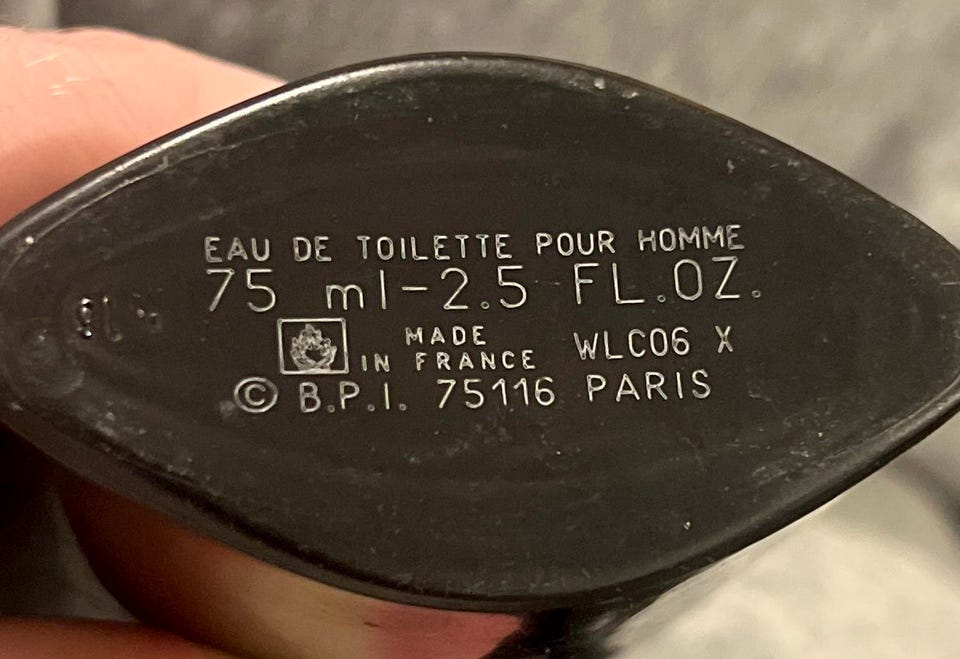 EAU DE TOILETTE POUR HOMME
75 ml-2.5 FL.OZ.
MADE
IN FRANCE
WLC06 X
© B.P.I. 75116 PARIS